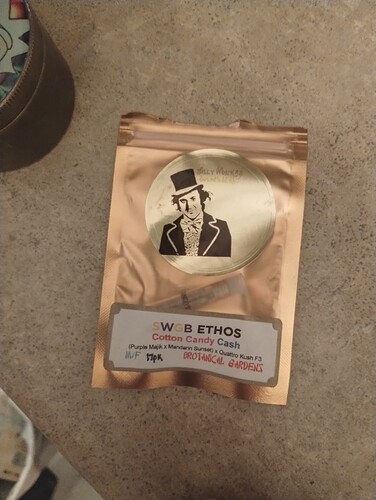 SWGB ETHOS
Cotton Candy Cash
(Purple Majik x Mandarin Sunset) x Quattro Kush F3
BROTANICAL GARDENS